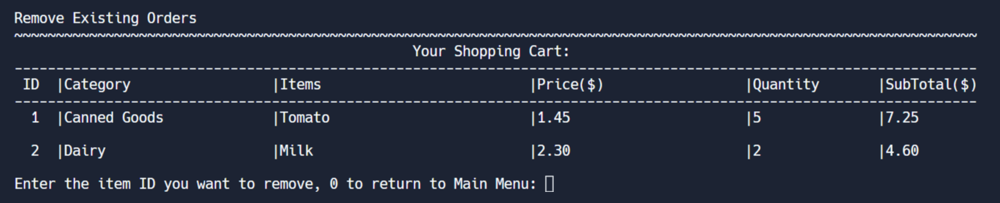 Remove Existing Orders
~~~~~~~~~~~~~~~~~~~~~~~~~~~~~~~~~~~~~~~~~~~~~~~~~~~~~~~~~~~~~~~~~~~~~~~~~~~~~~~~~~~~~~~~~~~~~~~~~~~~~~~~~~~~~~~~~~~~
Your Shopping Cart:
--------------------------------------------------------------------------------------------------------------------
ID |Category |Items |Price($) |Quantity |SubTotal($)
--------------------------------------------------------------------------------------------------------------------
1 |Canned Goods |Tomato |1.45 |5 |7.25
2 |Dairy |Milk |2.30 |2 |4.60
Enter the item ID you want to remove, 0 to return to Main Menu: